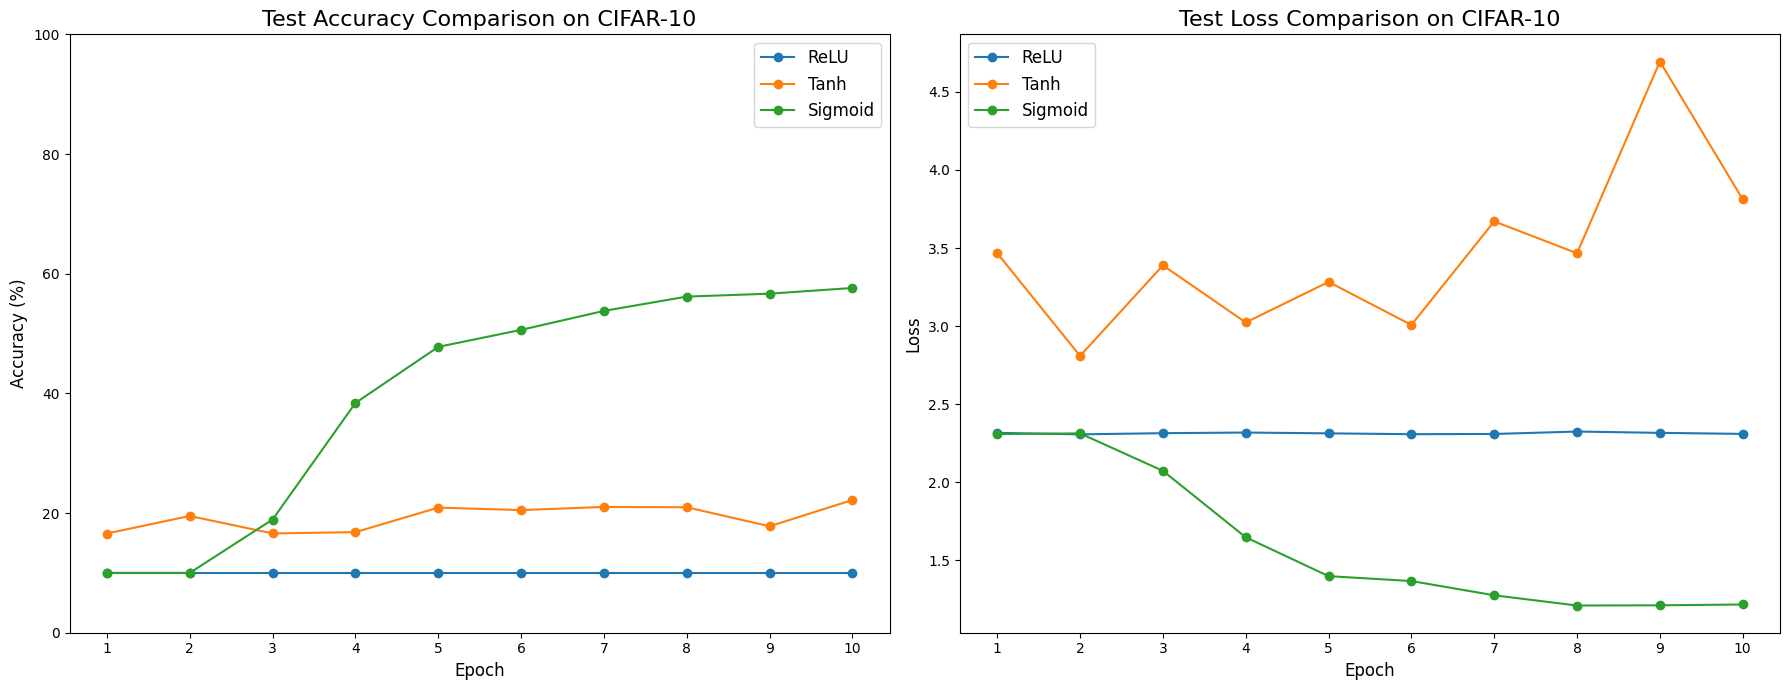 Test Accuracy Comparison on CIFAR-10
100
80
60
40
20
0
Accuracy (%)
1 2 3 4 5 6 7 8 9 10
Epoch
ReLU
Tanh
Sigmoid
Test Loss Comparison on CIFAR-10
ReLU
Tanh
Sigmoid
4.5
4.0
3.5
3.0
2.5
2.0
1.5
Loss
1 2 3 4 5 6 7 8 9 10
Epoch